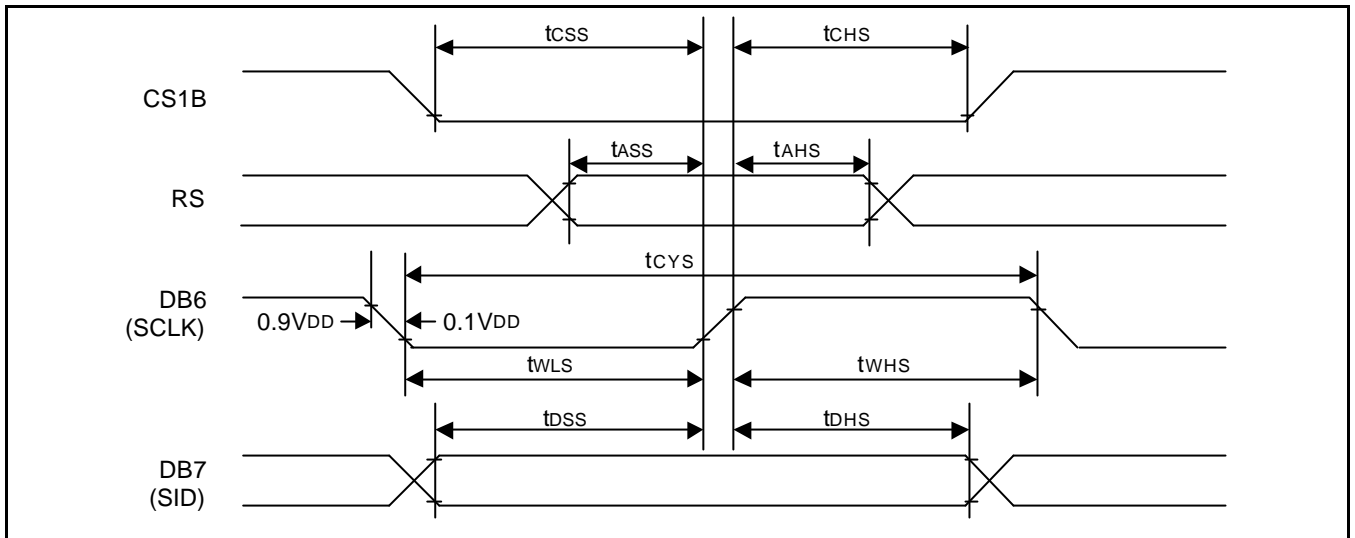 tCSS tCHS
CS1B
tASS tAHS
RS
tCYS
DB6
(SCLK)
0.9VDD 0.1VDD
tWLS tWHS
tDSS tDHS
DB7
(SID)